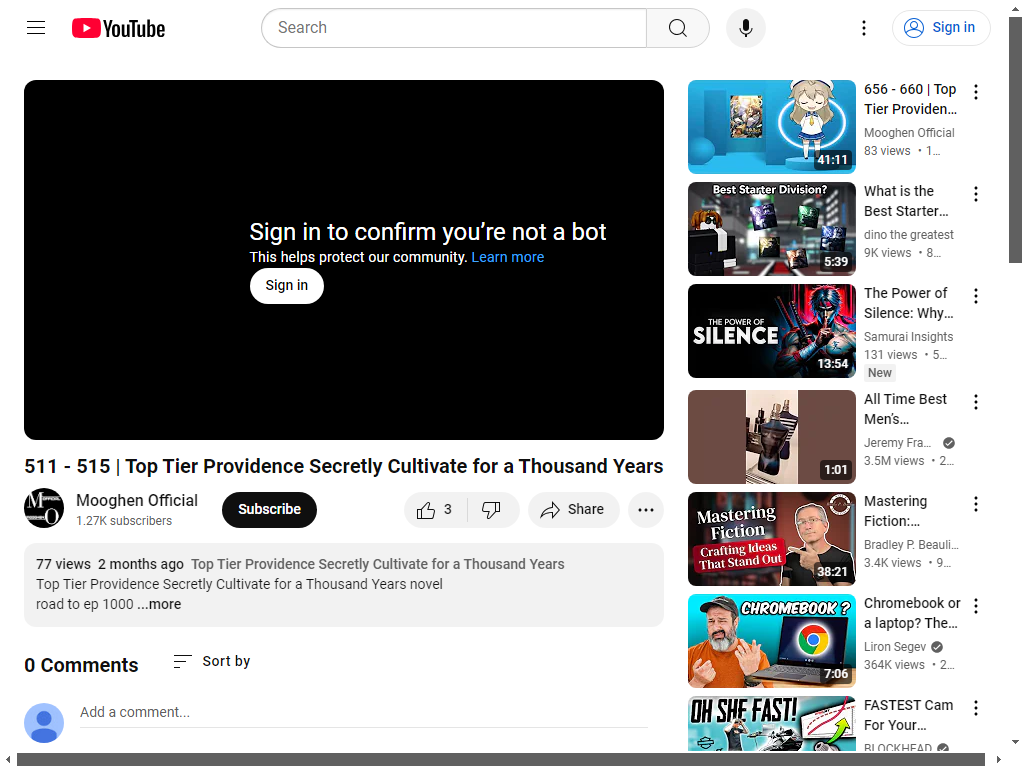 YouTube
Search
Sign in
Sign in to confirm you're not a bot
This helps protect our community. Learn more
Sign in
511 - 515 | Top Tier Providence Secretly Cultivate for a Thousand Years
Mooghen Official
1.27K subscribers
Subscribe
3
Share
77 views 2 months ago Top Tier Providence Secretly Cultivate for a Thousand Years
Top Tier Providence Secretly Cultivate for a Thousand Years novel
road to ep 1000 ...more
0 Comments
Sort by
Add a comment...
41:11
656 - 660 | Top
Tier Providen...
Mooghen Official
83 views • 1...
Best Starter Division?
5:39
What is the
Best Starter...
dino the greatest
9K views • 8...
THE POWER OF
SILENCE
13:54
The Power of
Silence: Why...
Samurai Insights
131 views • 5...
New
1:01
All Time Best
Men's...
Jeremy Fra...
3.5M views • 2...
Mastering
Fiction
Crafting Ideas
That Stand Out
38:21
Mastering
Fiction:...
Bradley P. Beauli...
3.4K views • 9...
CHROMEBOOK ?
7:06
Chromebook or
a laptop? The...
Liron Segev
364K views • 2...
OH SHE FAST!
FASTEST Cam
For Your...
BLOCKHEAD